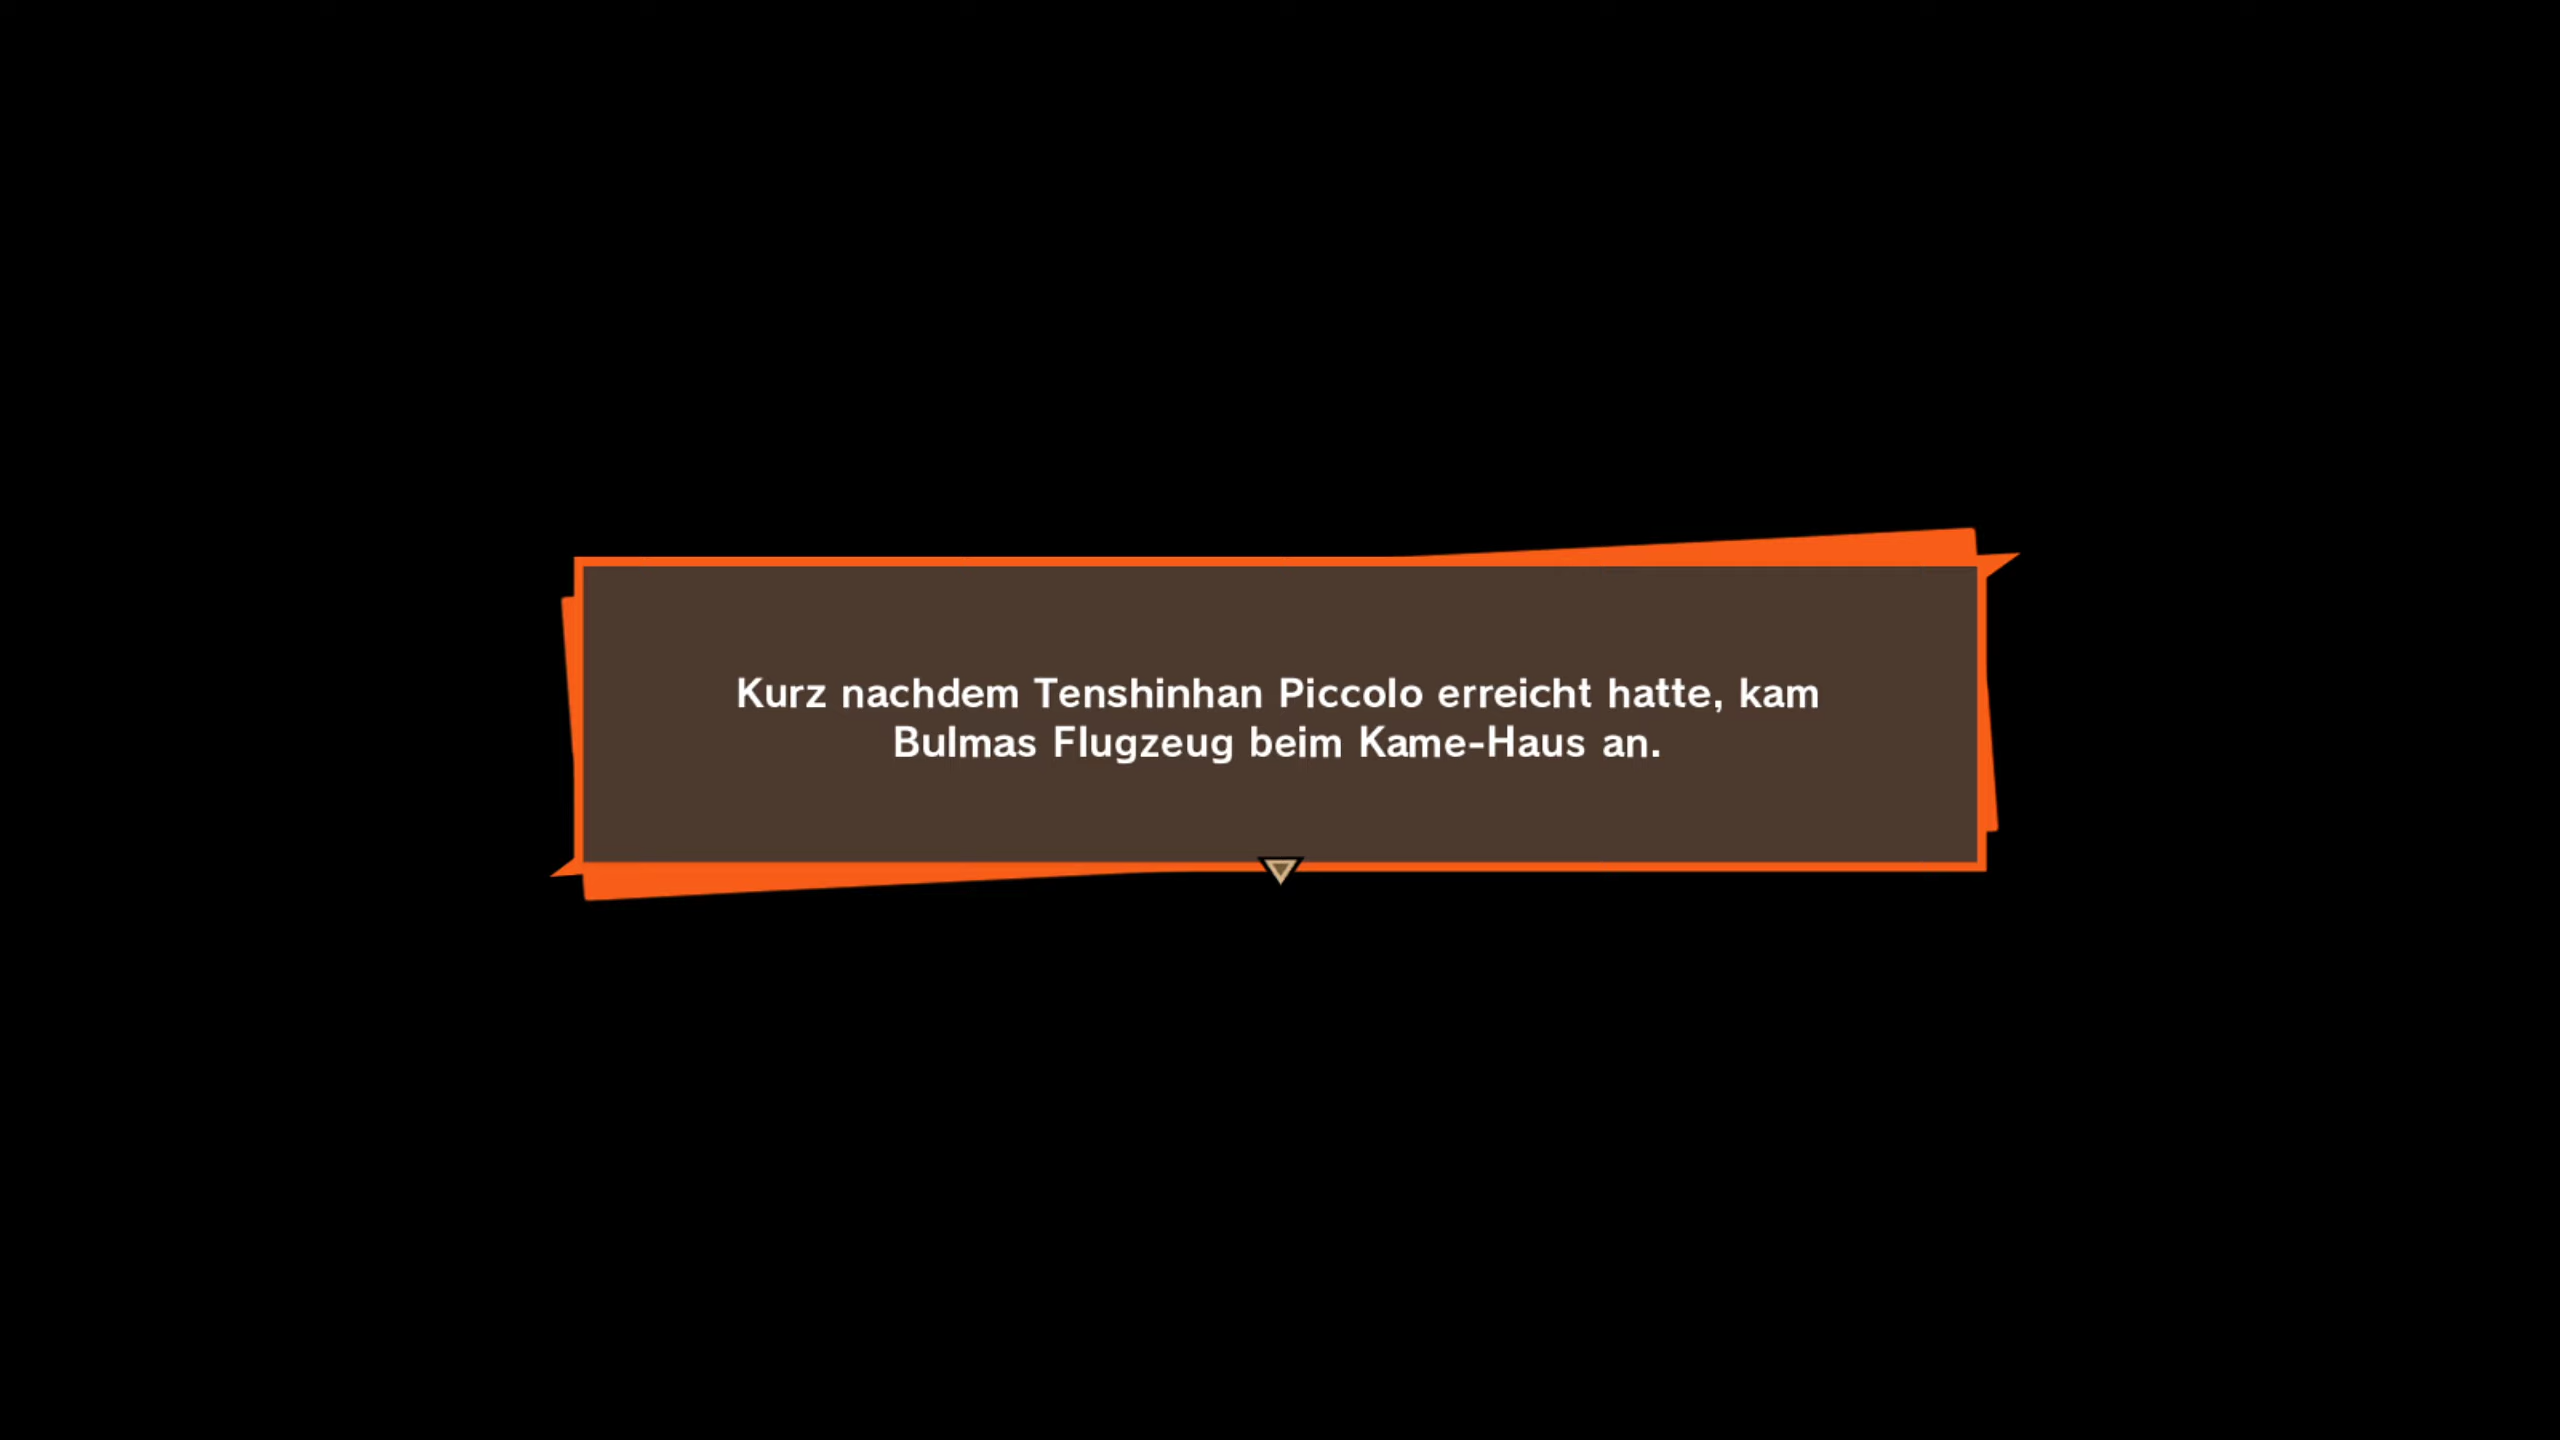 Kurz nachdem Tenshinhan Piccolo erreicht hatte, kam
Bulmas Flugzeug beim Kame-Haus an.